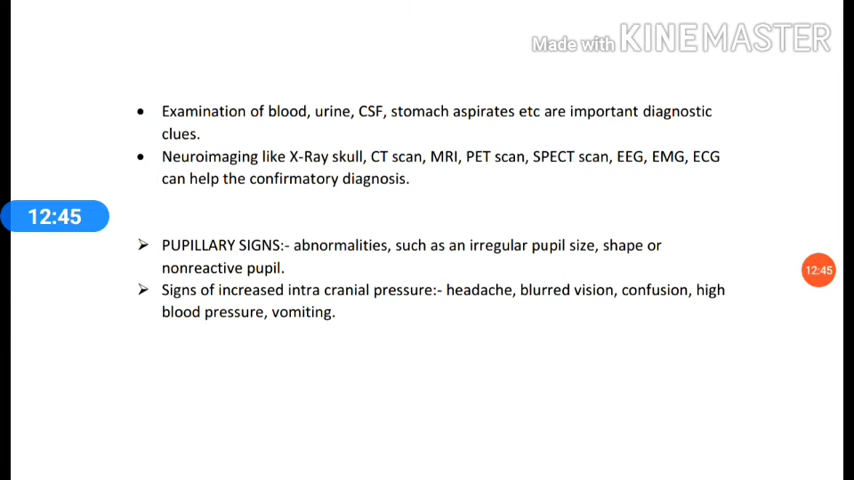 Made with KINEMASTER
• Examination of blood, urine, CSF, stomach aspirates etc are important diagnostic
clues.
• Neuroimaging like X-Ray skull, CT scan, MRI, PET scan, SPECT scan, EEG, EMG, ECG
can help the confirmatory diagnosis.
12:45
➢ PUPILLARY SIGNS:- abnormalities, such as an irregular pupil size, shape or
nonreactive pupil.
12:45
➢ Signs of increased intra cranial pressure:- headache, blurred vision, confusion, high
blood pressure, vomiting.